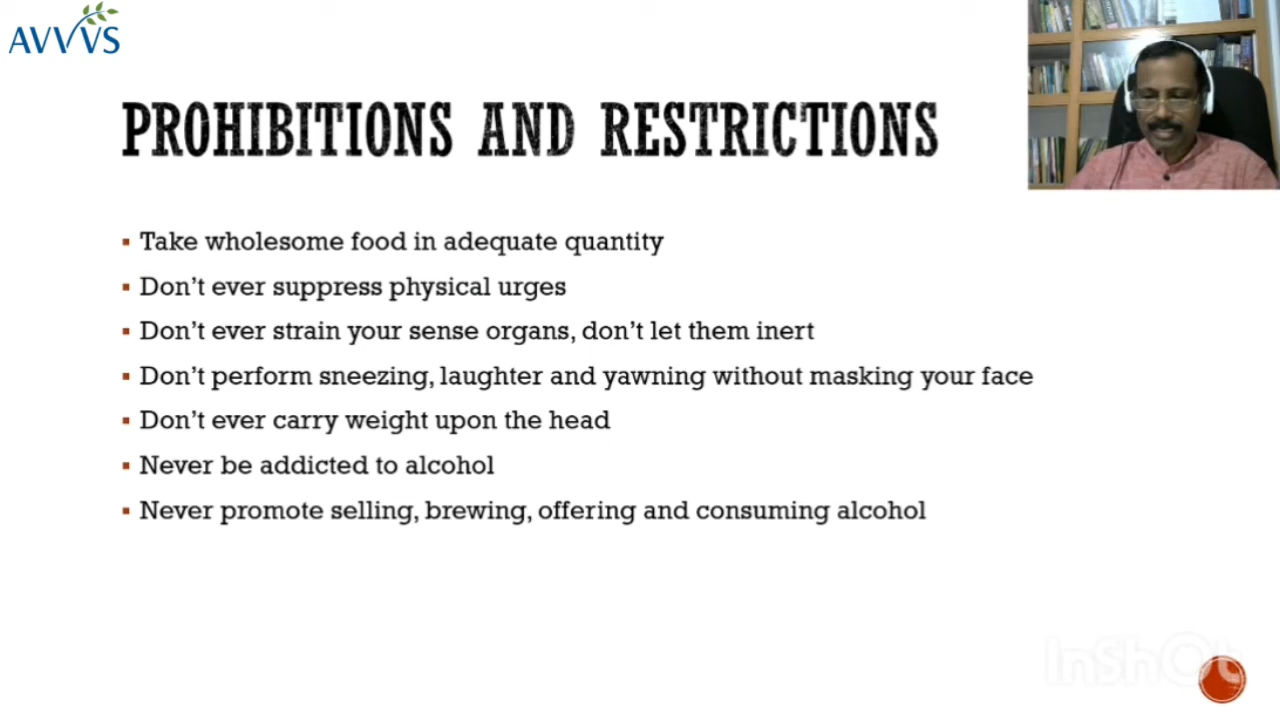 AVVVS
PROHIBITIONS AND RESTRICTIONS
Take wholesome food in adequate quantity
Don't ever suppress physical urges
Don't ever strain your sense organs, don't let them inert
Don't perform sneezing, laughter and yawning without masking your face
Don't ever carry weight upon the head
Never be addicted to alcohol
Never promote selling, brewing, offering and consuming alcohol
InShOt